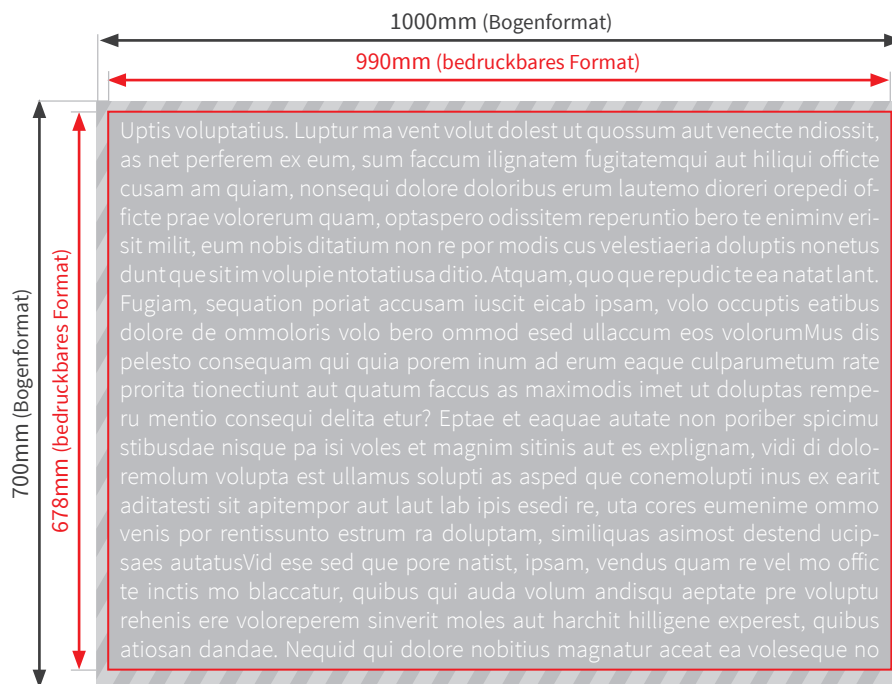 1000mm (Bogenformat)
990mm (bedruckbares Format)
700mm (Bogenformat)
678mm (bedruckbares Format)
Uptis voluptatius. Luptur ma vent volut dolest ut quossum aut venecte ndiossit,
as net perferem ex eum, sum faccum ilignatem fugitatemqui aut hiliqui officte
cusam am quiam, nonsequi dolore doloribus erum lautemo dioreri orepedi of-
ficte prae volorerum quam, optaspero odissitem reperuntio bero te eniminv eri-
sit milit, eum nobis ditatium non re por modis cus velestiaeria doluptis nonetus
dunt que sit im volupie ntotatiusa ditio. Atquam, quo que repudic te ea natat lant.
Fugiam, sequation poriat accusam iuscit eicab ipsam, volo occuptis eatibus
dolore de ommoloris volo bero ommod esed ullaccum eos volorumMus dis
pelesto consequam qui quia porem inum ad erum eaque culparumetum rate
prorita tionectiunt aut quatum faccus as maximodis imet ut doluptas rempe-
ru mentio consequi delita etur? Eptae et eaquae autate non poriber spicimu
stibusdae nisque pa isi voles et magnim sitinis aut es explignam, vidi di dolo-
remolum volupta est ullamus solupti as asped que conemolupti inus ex earit
aditatesti sit apitempor aut laut lab ipis esedi re, uta cores eumenime ommo
venis por rentissunto estrum ra doluptam, similiquas asimost destend ucip-
saes autatusVid ese sed que pore natist, ipsam, vendus quam re vel mo offic
te inctis mo blaccatur, quibus qui auda volum andisqu aeptate pre voluptu
rehenis ere voloreperem sinverit moles aut harchit hilligene experest, quibus
atiosan dandae. Nequid qui dolore nobitius magnatur aceat ea voleseque no